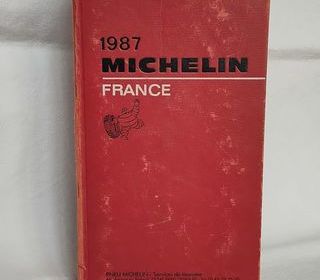 1987
MICHELIN
FRANCE
PNEU MICHELIN - Services de Tourisme